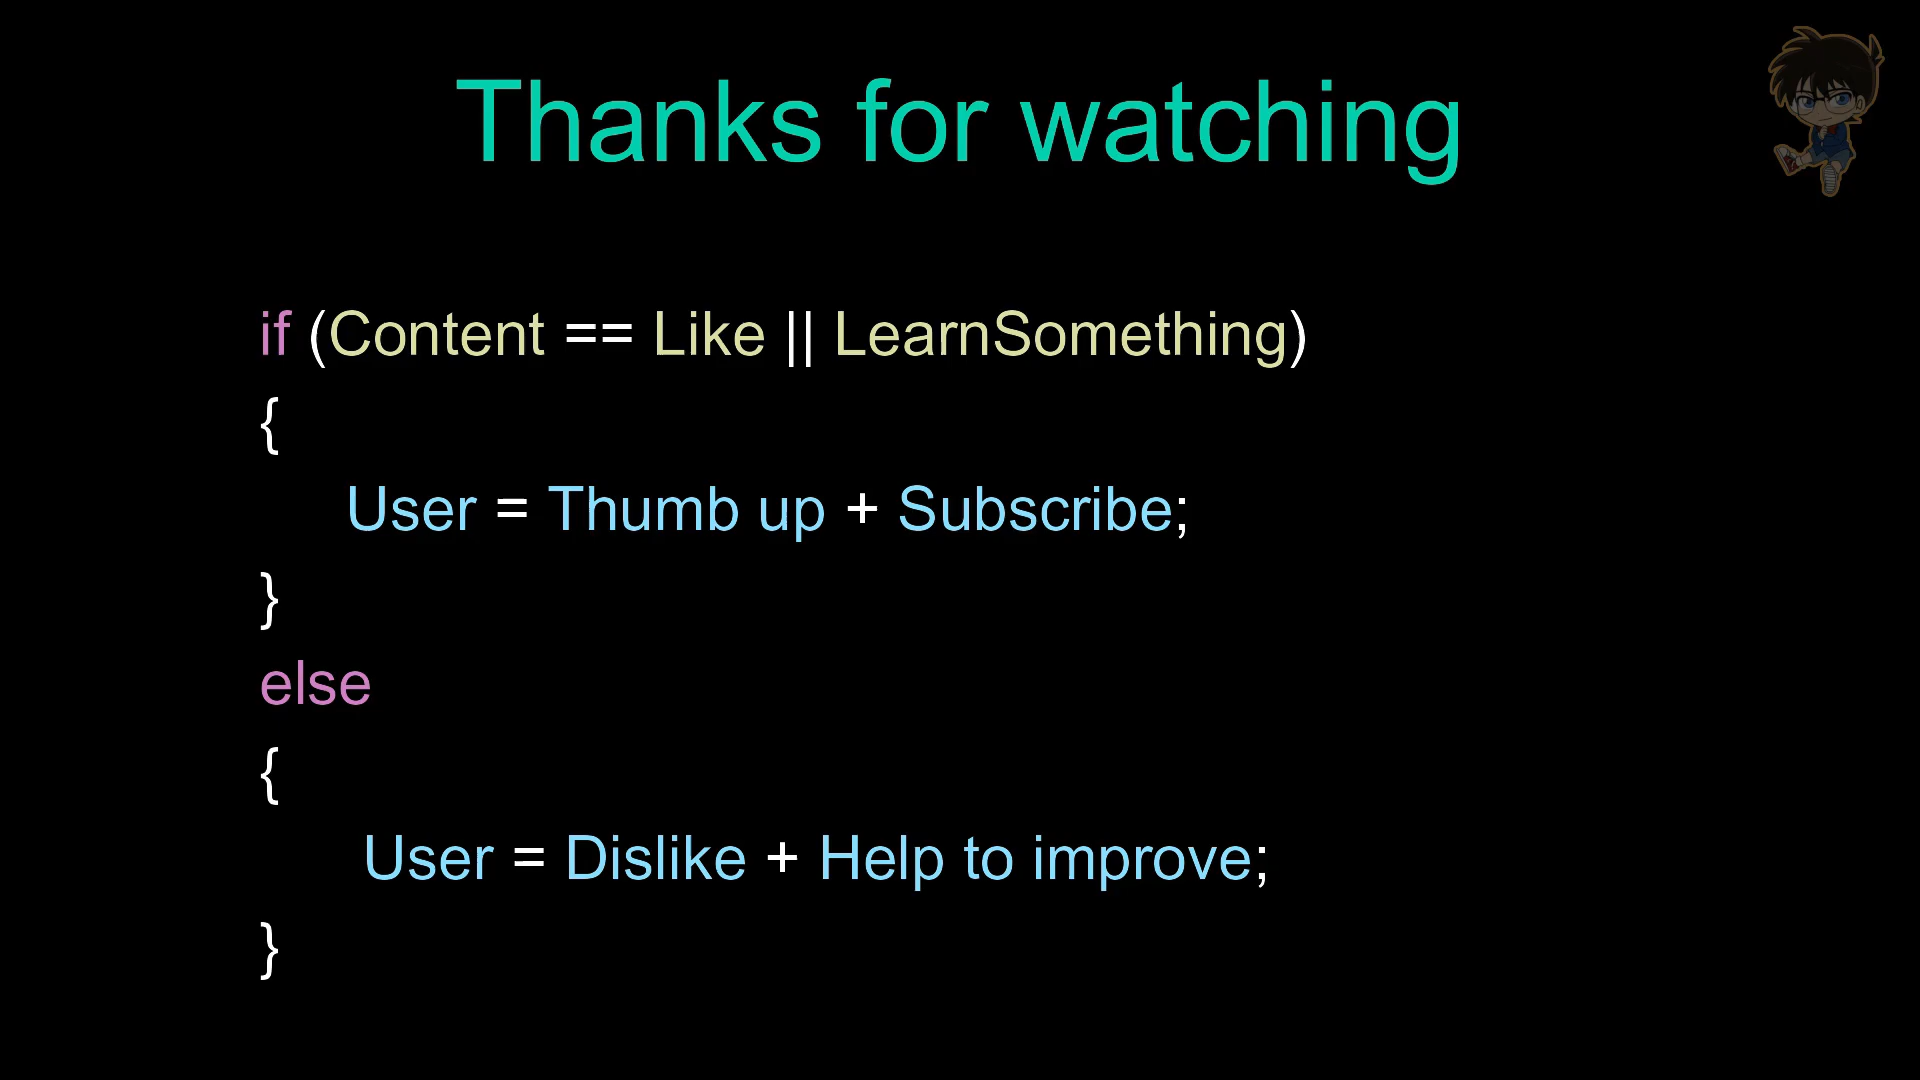 Thanks for watching
if (Content == Like || LearnSomething)
{
User = Thumb up + Subscribe;
}
else
{
User = Dislike + Help to improve;
}